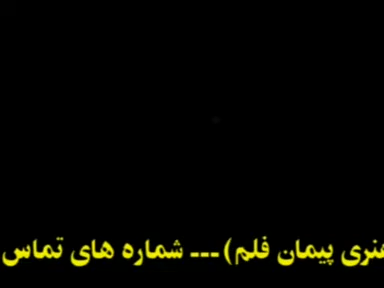 هنری پیمان فلم) --- شماره های تماس